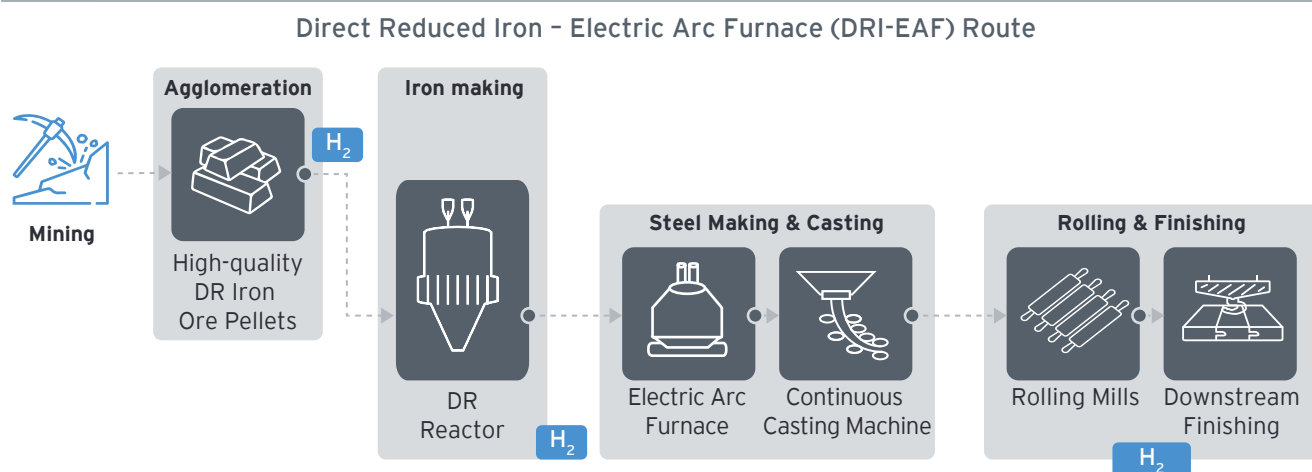 Direct Reduced Iron – Electric Arc Furnace (DRI-EAF) Route
Mining
Agglomeration
H₂
High-quality
DR Iron
Ore Pellets
Iron making
DR
Reactor
H₂
Steel Making & Casting
Electric Arc
Furnace
Continuous
Casting Machine
Rolling & Finishing
Rolling Mills
Downstream
Finishing
H₂